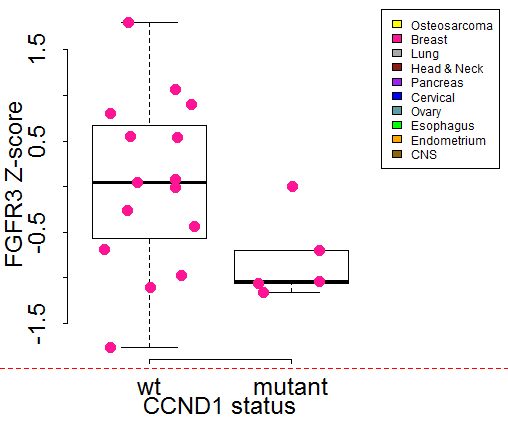 FGFR3 Z-score
1.5
0.5
-0.5
-1.5
wt
mutant
CCND1 status
Osteosarcoma
Breast
Lung
Head & Neck
Pancreas
Cervical
Ovary
Esophagus
Endometrium
CNS